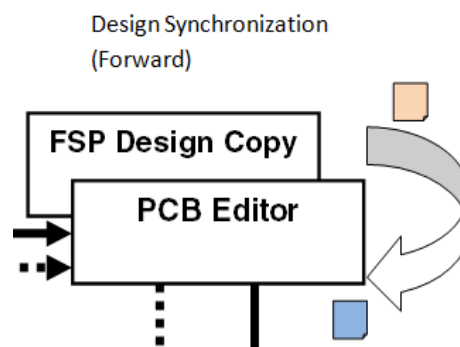 Design Synchronization
(Forward)
FSP Design Copy
PCB Editor